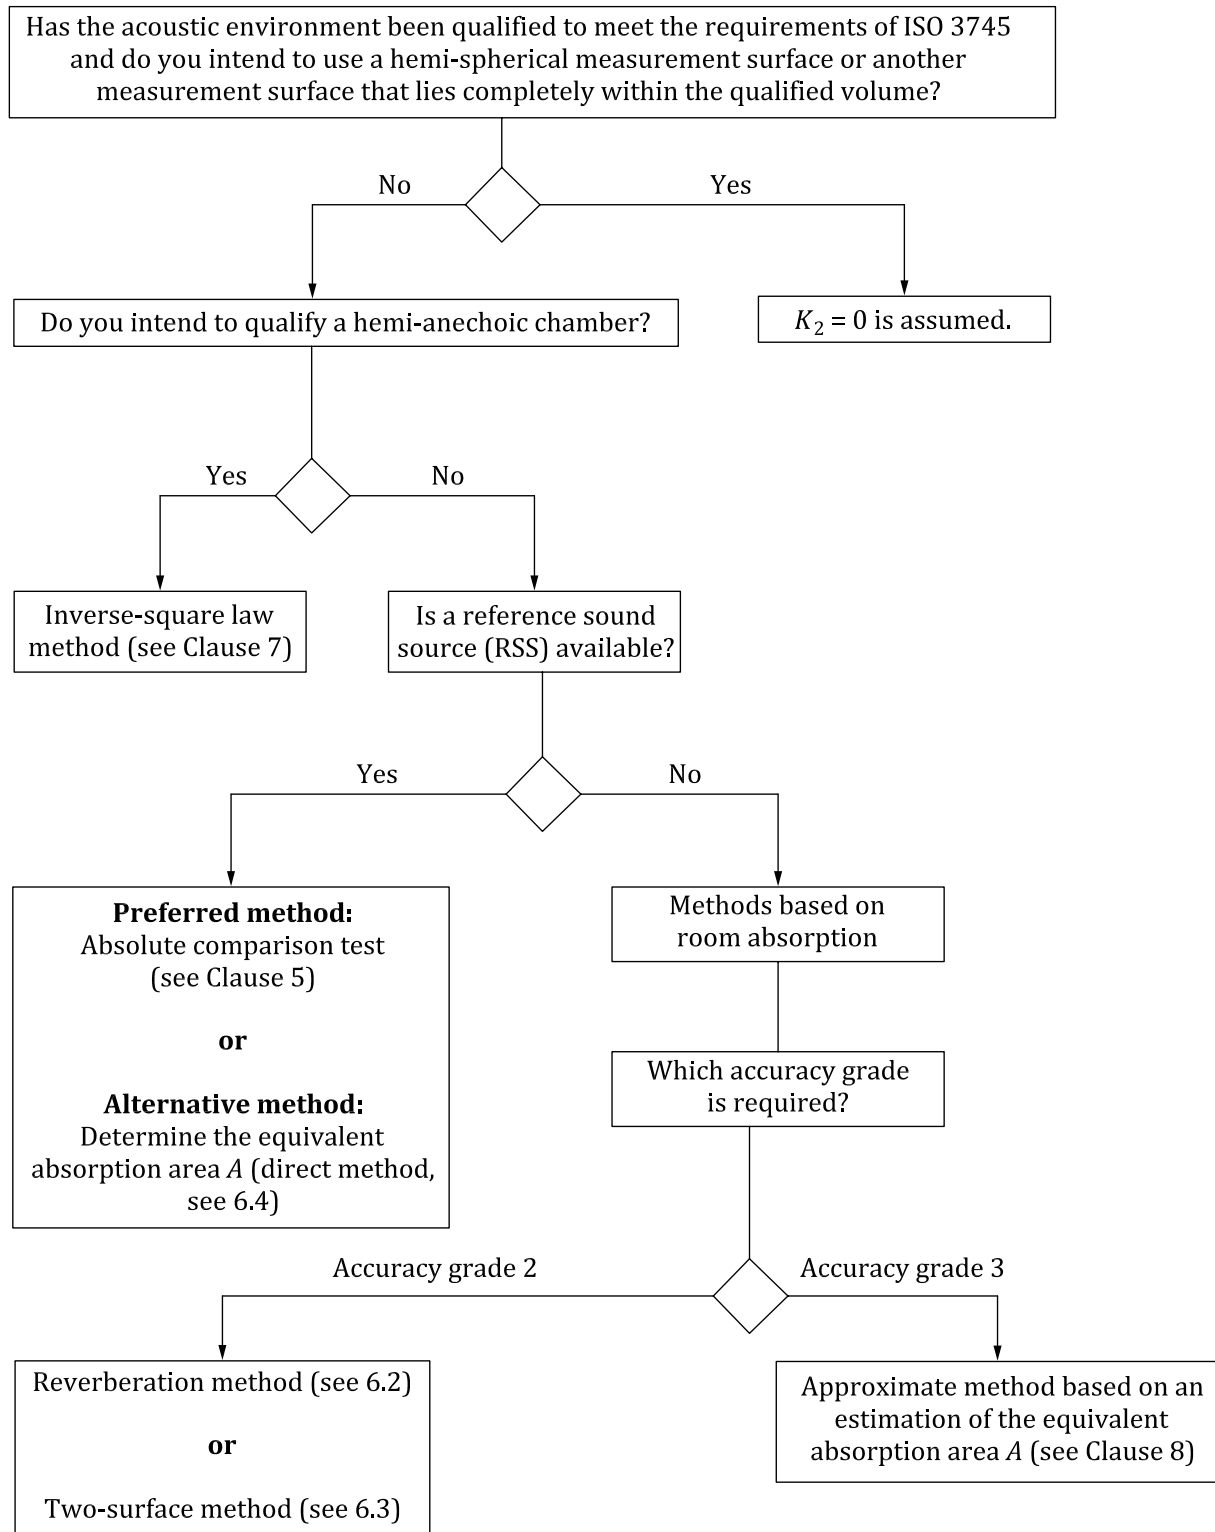 Has the acoustic environment been qualified to meet the requirements of ISO 3745
and do you intend to use a hemi-spherical measurement surface or another
measurement surface that lies completely within the qualified volume?
No
Yes
Do you intend to qualify a hemi-anechoic chamber?
K2 = 0 is assumed.
Yes
No
Inverse-square law
method (see Clause 7)
Is a reference sound
source (RSS) available?
Yes
No
Preferred method:
Absolute comparison test
(see Clause 5)
or
Alternative method:
Determine the equivalent
absorption area A (direct method,
see 6.4)
Methods based on
room absorption
Which accuracy grade
is required?
Accuracy grade 2
Accuracy grade 3
Reverberation method (see 6.2)
or
Two-surface method (see 6.3)
Approximate method based on an
estimation of the equivalent
absorption area A (see Clause 8)